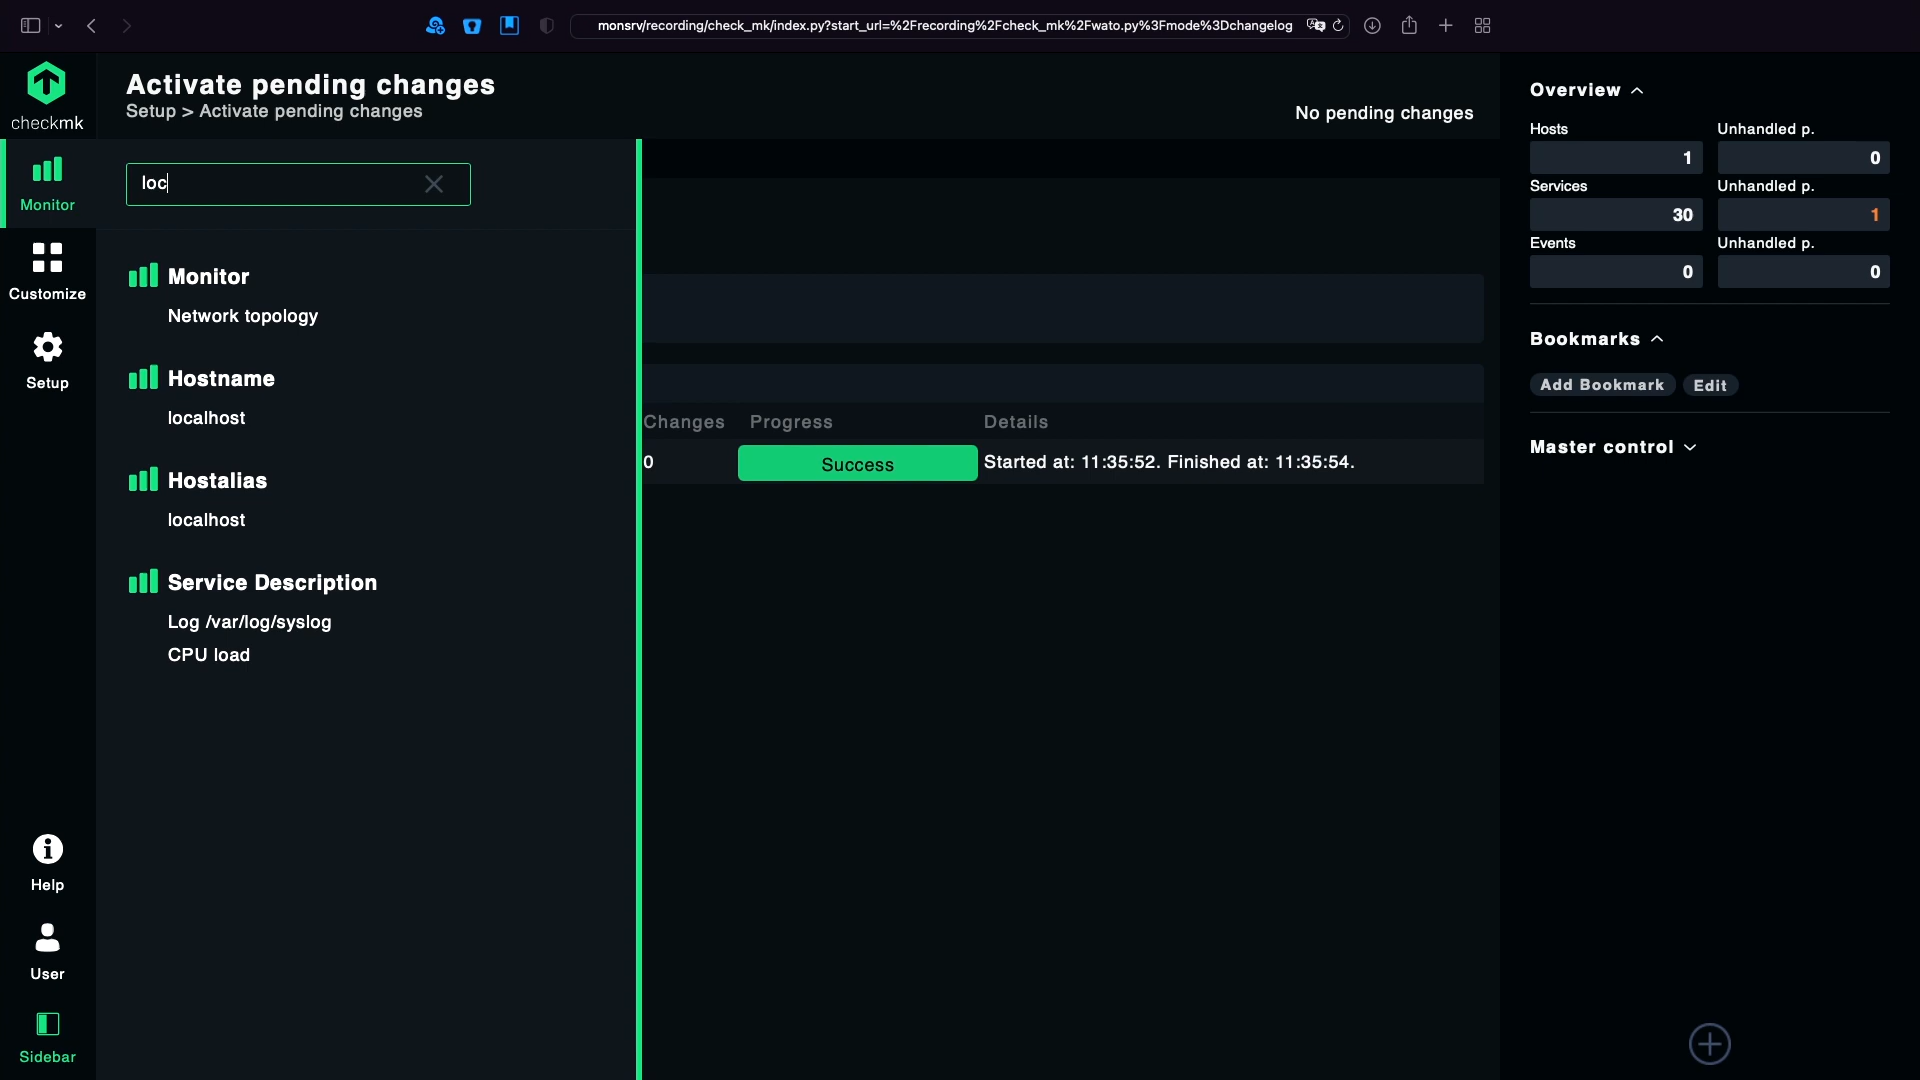 monsrv/recording/check_mk/index.py?start_url=%2Frecording%2Fcheck_mk%2Fwato.py%3Fmode%3Dchangelog
checkmk
Activate pending changes
Setup > Activate pending changes
No pending changes
Monitor
Customize
Setup
Help
User
Sidebar
loc
Monitor
Network topology
Hostname
localhost
Hostalias
localhost
Service Description
Log /var/log/syslog
CPU load
Changes Progress Details
0 Success Started at: 11:35:52. Finished at: 11:35:54.
Overview
Hosts Unhandled p.
1 0
Services Unhandled p.
30 1
Events Unhandled p.
0 0
Bookmarks
Add Bookmark Edit
Master control